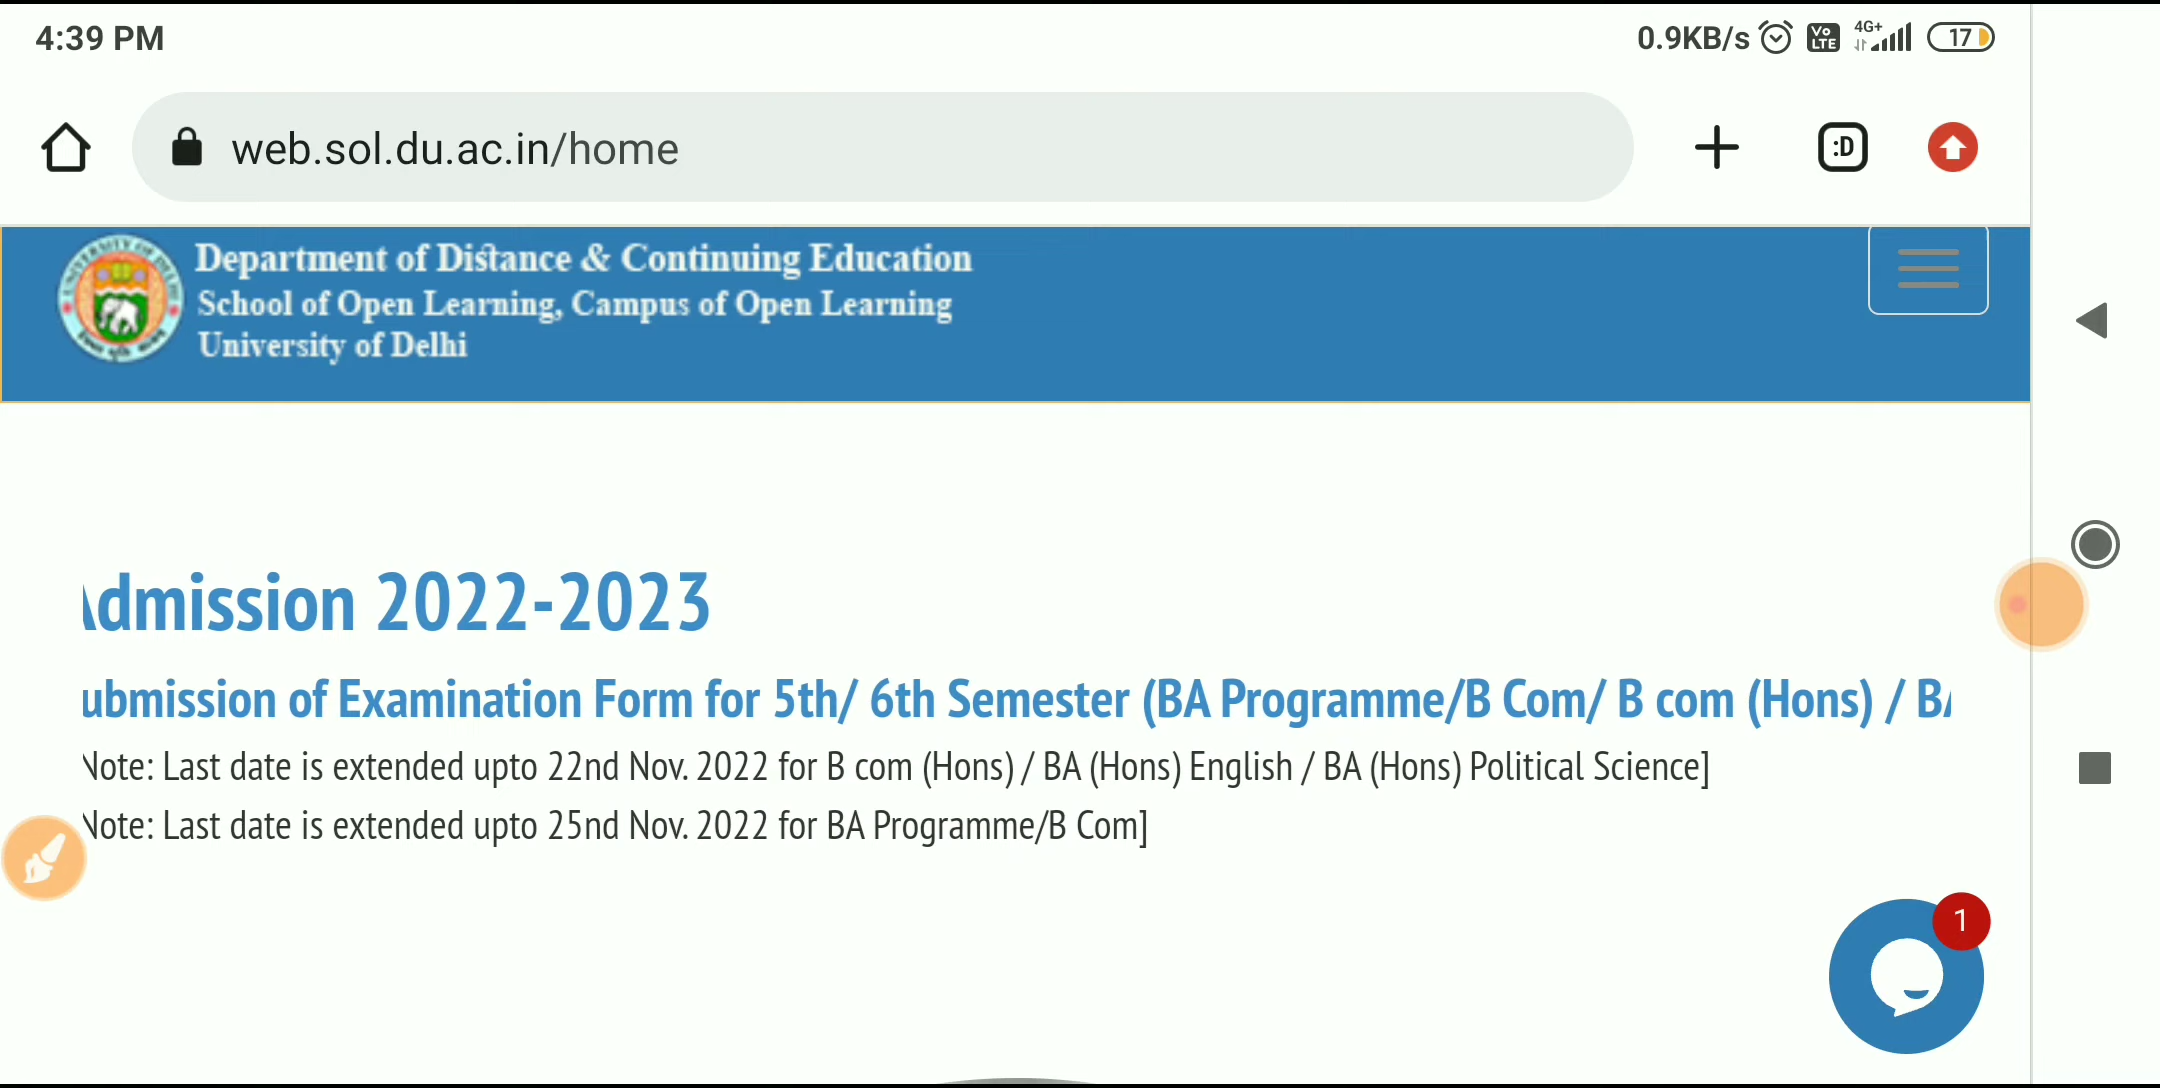 4:39 PM
0.9KB/s Vo LTE 4G+ 17
web.sol.du.ac.in/home
:D
Department of Distance & Continuing Education
School of Open Learning, Campus of Open Learning
University of Delhi
dmission 2022-2023
ubmission of Examination Form for 5th/ 6th Semester (BA Programme/B Com/ B com (Hons) / B
Note: Last date is extended upto 22nd Nov. 2022 for B com (Hons) / BA (Hons) English / BA (Hons) Political Science]
Note: Last date is extended upto 25nd Nov. 2022 for BA Programme/B Com]
1